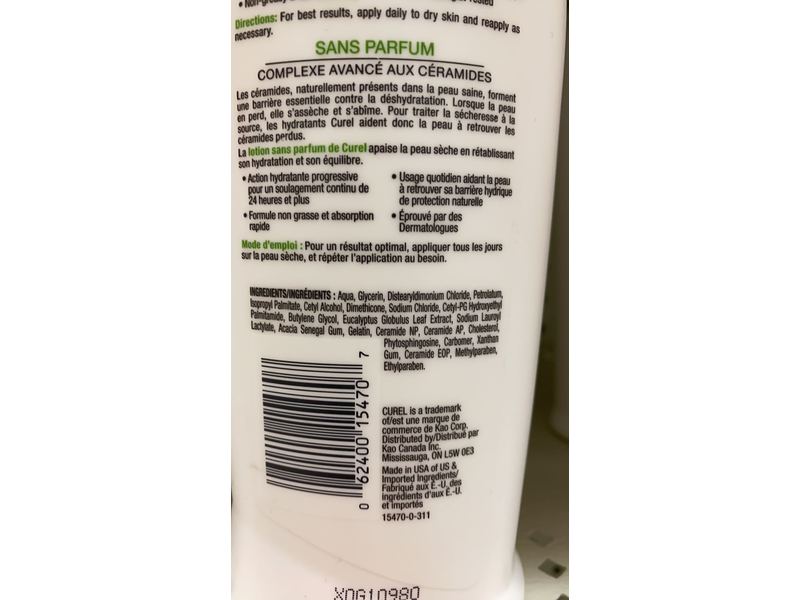 • Non-greasy
Directions: For best results, apply daily to dry skin and reapply as
necessary.
SANS PARFUM
COMPLEXE AVANCÉ AUX CÉRAMIDES
Les céramides, naturellement présents dans la peau saine, forment
une barrière essentielle contre la déshydratation. Lorsque la peau
en perd, elle s'assèche et s'abîme. Pour traiter la sécheresse à la
source, les hydratants Curel aident donc la peau à retrouver les
céramides perdus.
La lotion sans parfum de Curel apaise la peau sèche en rétablissant
son hydratation et son équilibre.
• Action hydratante progressive
pour un soulagement continu de
24 heures et plus
• Formule non grasse et absorption
rapide
• Usage quotidien aidant la peau
à retrouver sa barrière hydrique
de protection naturelle
• Éprouvé par des
Dermatologues
Mode d'emploi : Pour un résultat optimal, appliquer tous les jours
sur la peau sèche, et répéter l'application au besoin.
INGREDIENTS/INGRÉDIENTS : Aqua, Glycerin, Distearyldimonium Chloride, Petrolatum,
Isopropyl Palmitate, Cetyl Alcohol, Dimethicone, Sodium Chloride, Cetyl-PG Hydroxyethyl
Palmitamide, Butylene Glycol, Eucalyptus Globulus Leaf Extract, Sodium Lauroyl
Lactylate, Acacia Senegal Gum, Gelatin, Ceramide NP, Ceramide AP, Cholesterol,
Phytosphingosine, Carbomer, Xanthan
Gum, Ceramide EOP, Methylparaben,
Ethylparaben.
0 62400 15470 7
CUREL is a trademark
of/est une marque de
commerce de Kao Corp.
Distributed by/Distribué par
Kao Canada Inc.
Mississauga, ON L5W 0E3
Made in USA of US &
Imported Ingredients/
Fabriqué aux É.-U. des
ingrédients d'aux É.-U.
et importés
15470-0-311
X0G10980